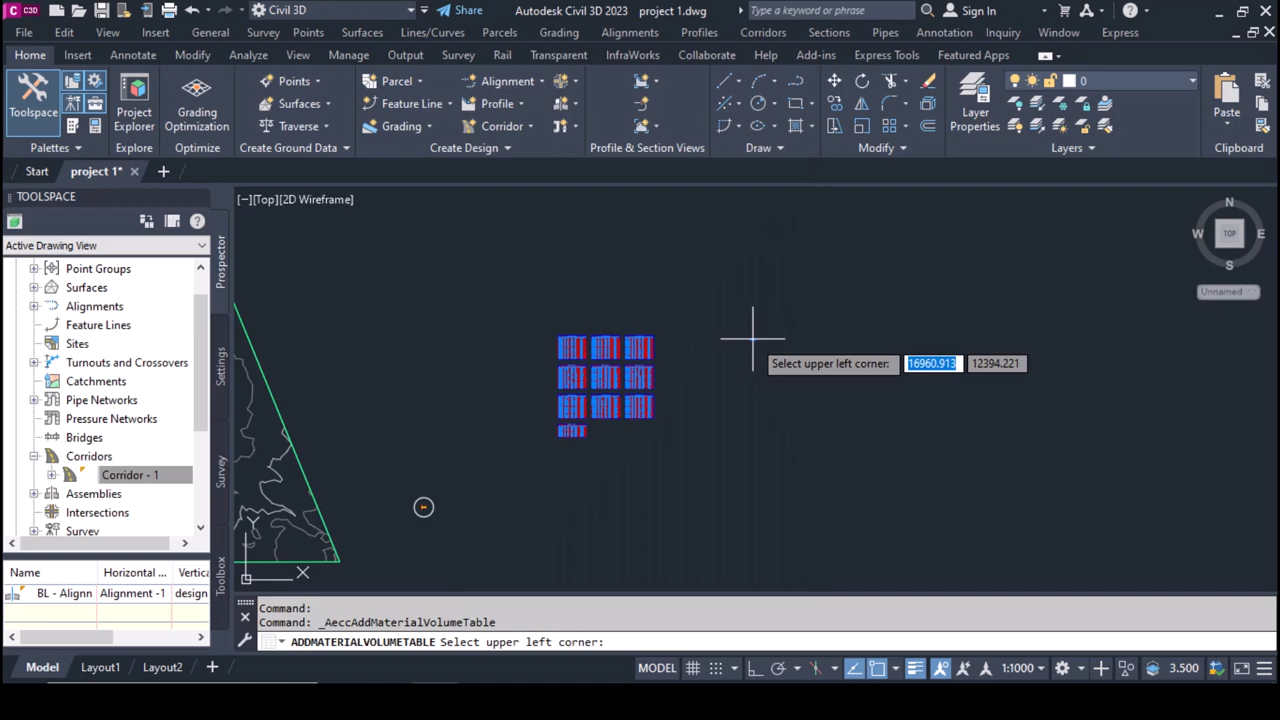 C3D Civil 3D Share Autodesk Civil 3D 2023 project 1.dwg Type a keyword or phrase Sign In
File Edit View Insert General Survey Points Surfaces Lines/Curves Parcels Grading Alignments Profiles Corridors Sections Pipes Annotation Inquiry Window Express
Home Insert Annotate Modify Analyze View Manage Output Survey Rail Transparent InfraWorks Collaborate Help Add-ins Express Tools Featured Apps
Points Parcel Alignment 0
Toolspace Project Explorer Grading Optimization Surfaces Feature Line Profile Layer Properties Paste
Traverse Grading Corridor
Palettes Explore Optimize Create Ground Data Create Design Profile & Section Views Draw Modify Layers Clipboard
Start project 1*
TOOLSPACE
[−][Top][2D Wireframe]
Active Drawing View
N
W TOP E
S
Unnamed
Prospector
Settings
Survey
Toolbox
Point Groups
Surfaces
Alignments
Feature Lines
Sites
Turnouts and Crossovers
Catchments
Pipe Networks
Pressure Networks
Bridges
Corridors
Corridor - 1
Assemblies
Intersections
Survey
Select upper left corner: 16960.913 12394.221
Y
X
Name Horizontal ... Vertica
BL - Alignn Alignment -1 design
Command:
Command: _AeccAddMaterialVolumeTable
ADDMATERIALVOLUMETABLE Select upper left corner:
Model Layout1 Layout2 MODEL 1:1000 3.500